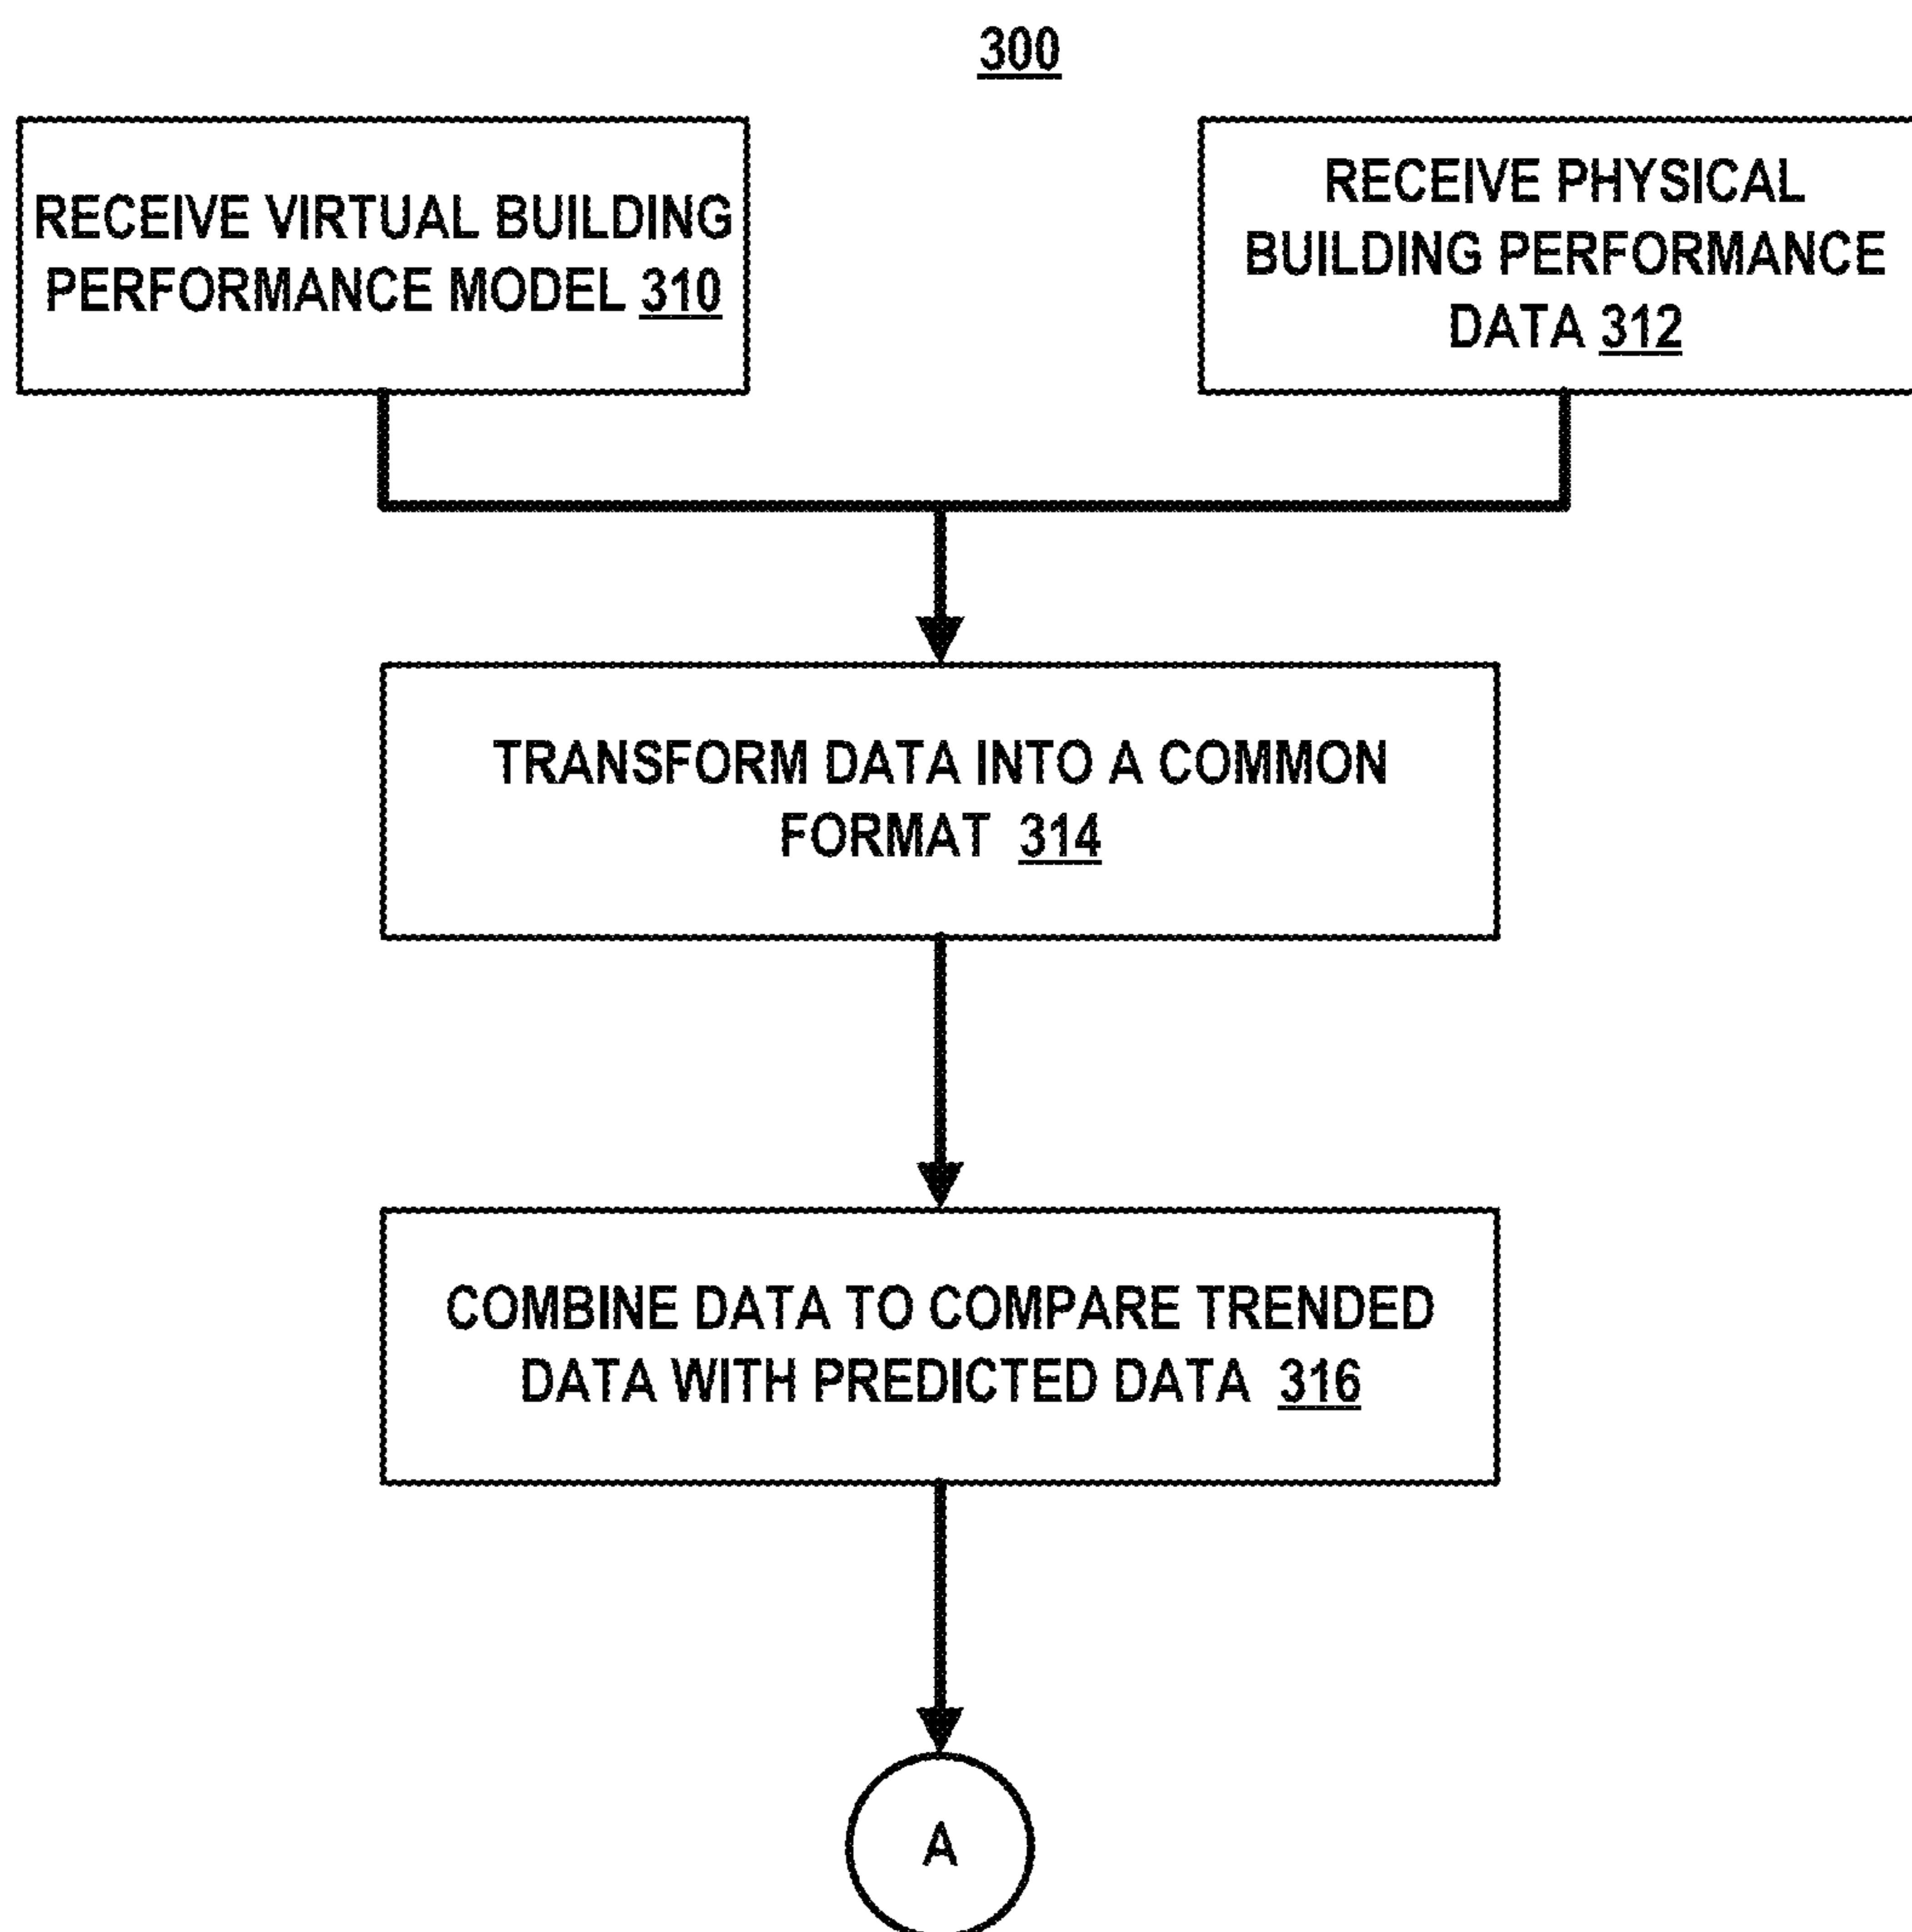 300
RECEIVE VIRTUAL BUILDING
PERFORMANCE MODEL 310
RECEIVE PHYSICAL
BUILDING PERFORMANCE
DATA 312
TRANSFORM DATA INTO A COMMON
FORMAT 314
COMBINE DATA TO COMPARE TRENDED
DATA WITH PREDICTED DATA 316
A